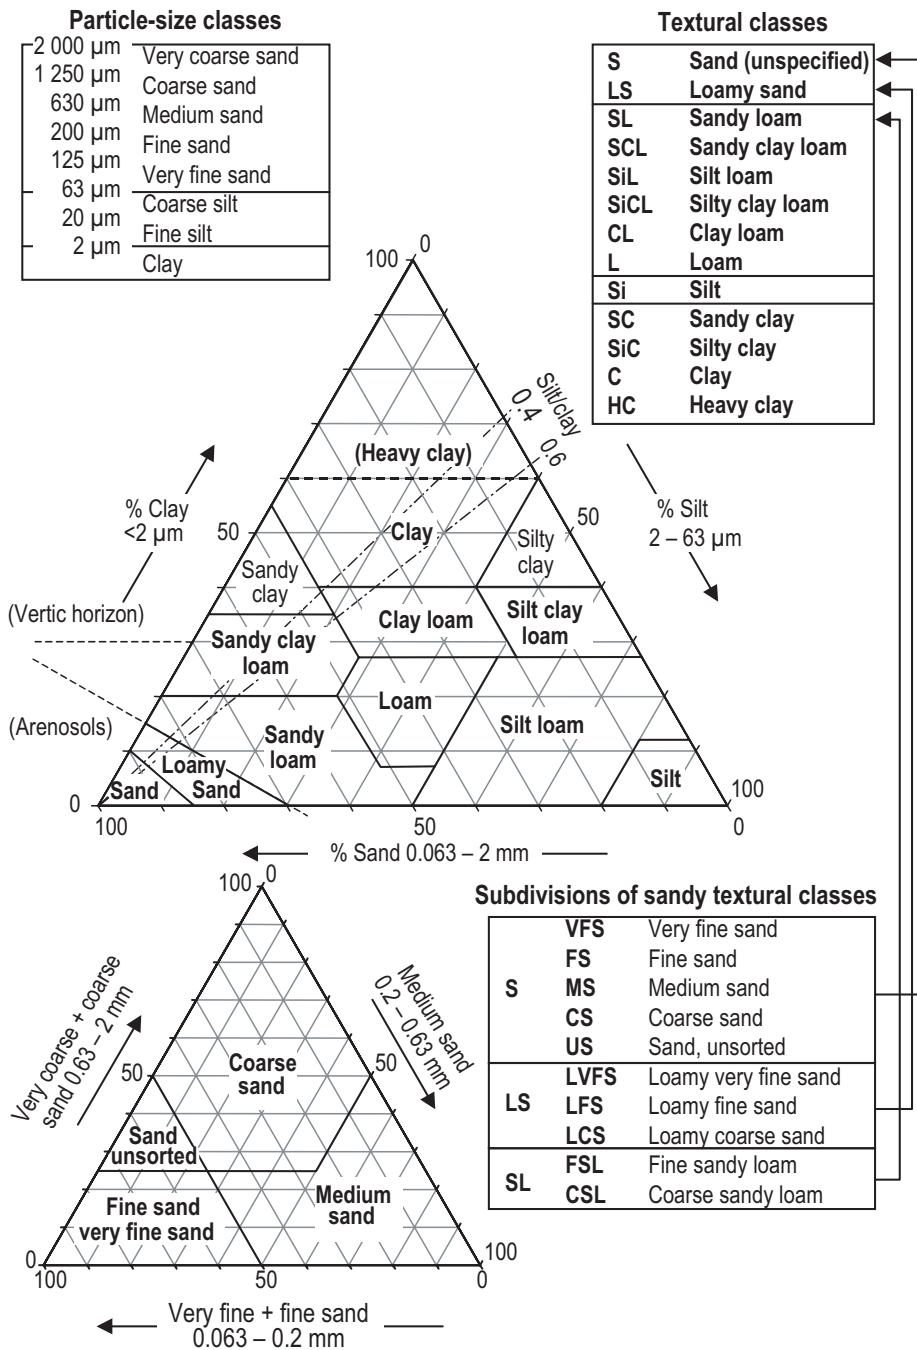 Particle-size classes
2 000 µm
Very coarse sand
1 250 µm
Coarse sand
630 µm
Medium sand
200 µm
Fine sand
125 µm
Very fine sand
63 µm
Coarse silt
20 µm
Fine silt
2 µm
Clay
Textural classes
S Sand (unspecified)
LS Loamy sand
SL Sandy loam
SCL Sandy clay loam
SiL Silt loam
SiCL Silty clay loam
CL Clay loam
L Loam
Si Silt
SC Sandy clay
SiC Silty clay
C Clay
HC Heavy clay
100 0
Silt/clay
0.4
0.6
(Heavy clay)
% Clay
<2 µm
50
Clay
50
% Silt
2 – 63 µm
Silty
clay
Sandy
clay
(Vertic horizon)
Clay loam
Silt clay
loam
Sandy clay
loam
Loam
(Arenosols)
Silt loam
Sandy
loam
Loamy
Sand
Sand
Silt
0
100
100
50
0
% Sand 0.063 – 2 mm
100 0
Very coarse + coarse
sand 0.63 – 2 mm
Medium sand
0.2 – 0.63 mm
50
50
Coarse
sand
Sand
unsorted
Fine sand
very fine sand
Medium
sand
0
100
100
50
0
Very fine + fine sand
0.063 – 0.2 mm
Subdivisions of sandy textural classes
S
VFS Very fine sand
FS Fine sand
MS Medium sand
CS Coarse sand
US Sand, unsorted
LS
LVFS Loamy very fine sand
LFS Loamy fine sand
LCS Loamy coarse sand
SL
FSL Fine sandy loam
CSL Coarse sandy loam